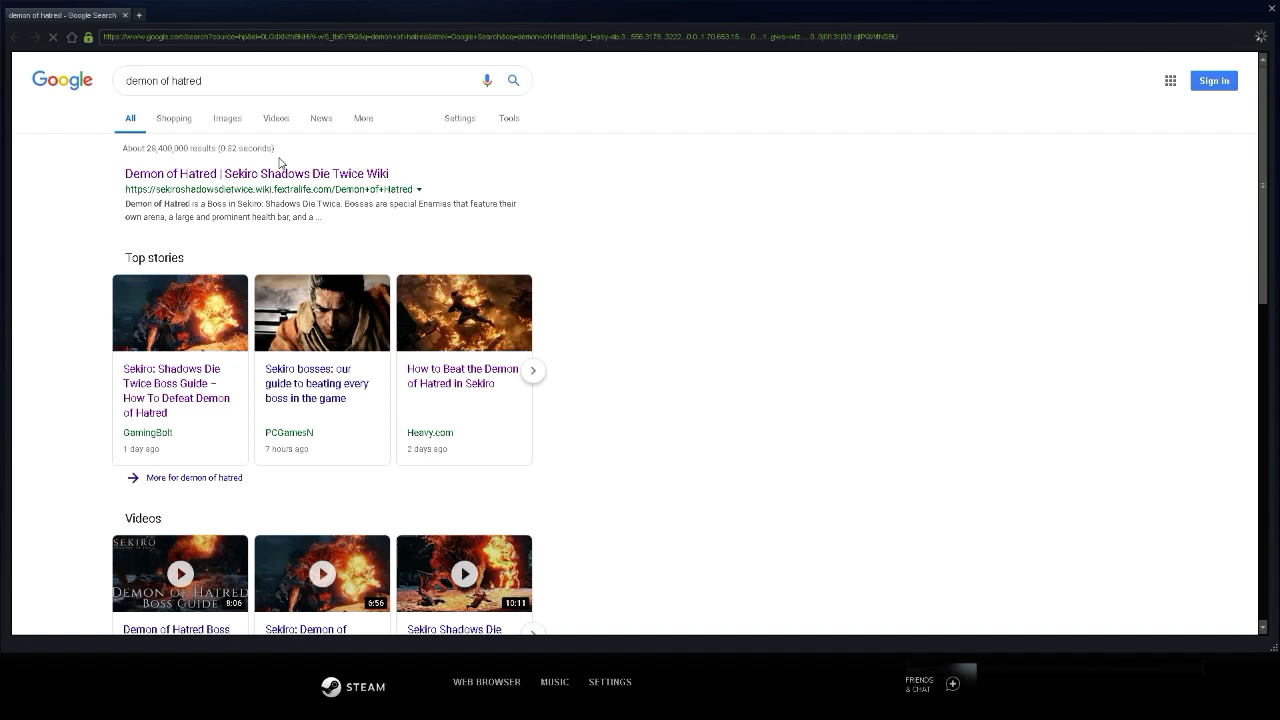 demon of hatred - Google Search
Google
demon of hatred
Sign in
All Shopping Images Videos News More Settings Tools
About 28,400,000 results (0.32 seconds)
Demon of Hatred | Sekiro Shadows Die Twice Wiki
https://sekiroshadowsdietwice.wiki.fextralife.com/Demon+of+Hatred
Demon of Hatred is a Boss in Sekiro: Shadows Die Twice. Bosses are special Enemies that feature their
own arena, a large and prominent health bar, and a ...
Top stories
Sekiro: Shadows Die
Twice Boss Guide –
How To Defeat Demon
of Hatred
GamingBolt
1 day ago
Sekiro bosses: our
guide to beating every
boss in the game
PCGamesN
7 hours ago
How to Beat the Demon
of Hatred in Sekiro
Heavy.com
2 days ago
More for demon of hatred
Videos
SEKIRO
DEMON OF HATRED
BOSS GUIDE 8:06
6:56
10:11
Demon of Hatred Boss
Sekiro: Demon of
Sekiro Shadows Die
STEAM
WEB BROWSER MUSIC SETTINGS
FRIENDS
& CHAT